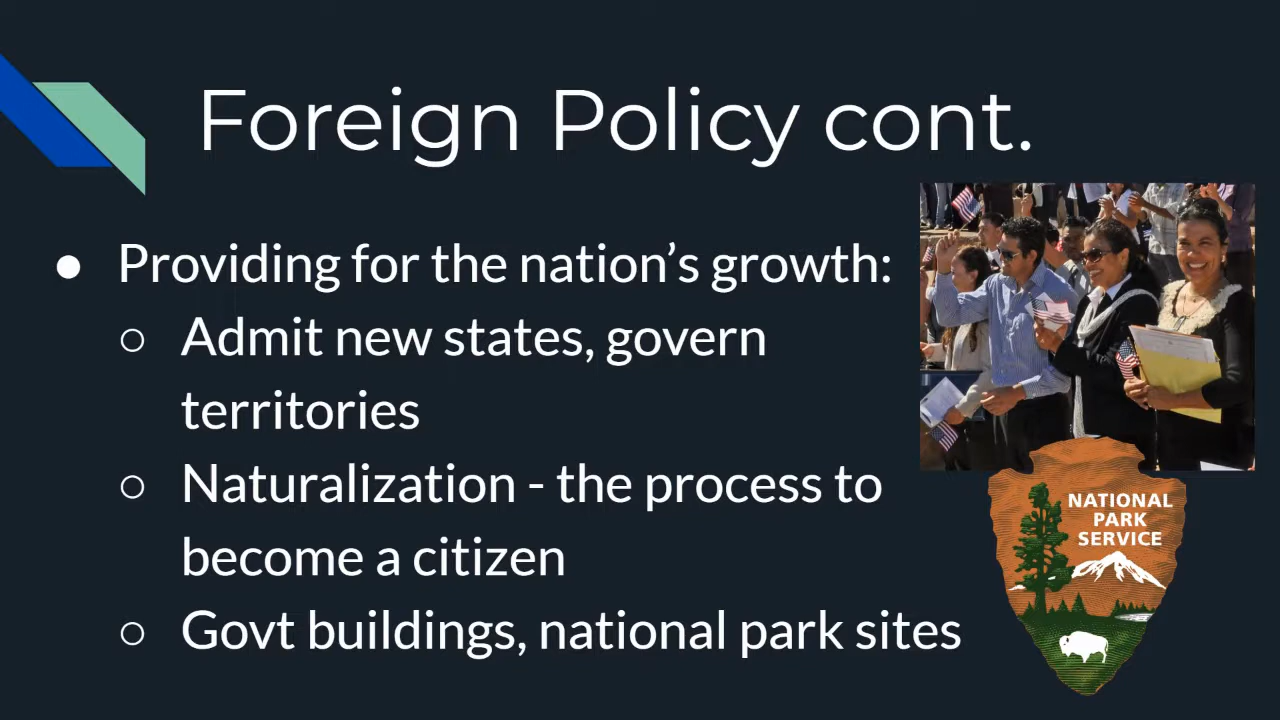 Foreign Policy cont.
● Providing for the nation’s growth:
○ Admit new states, govern
territories
○ Naturalization - the process to
become a citizen
○ Govt buildings, national park sites
NATIONAL
PARK
SERVICE